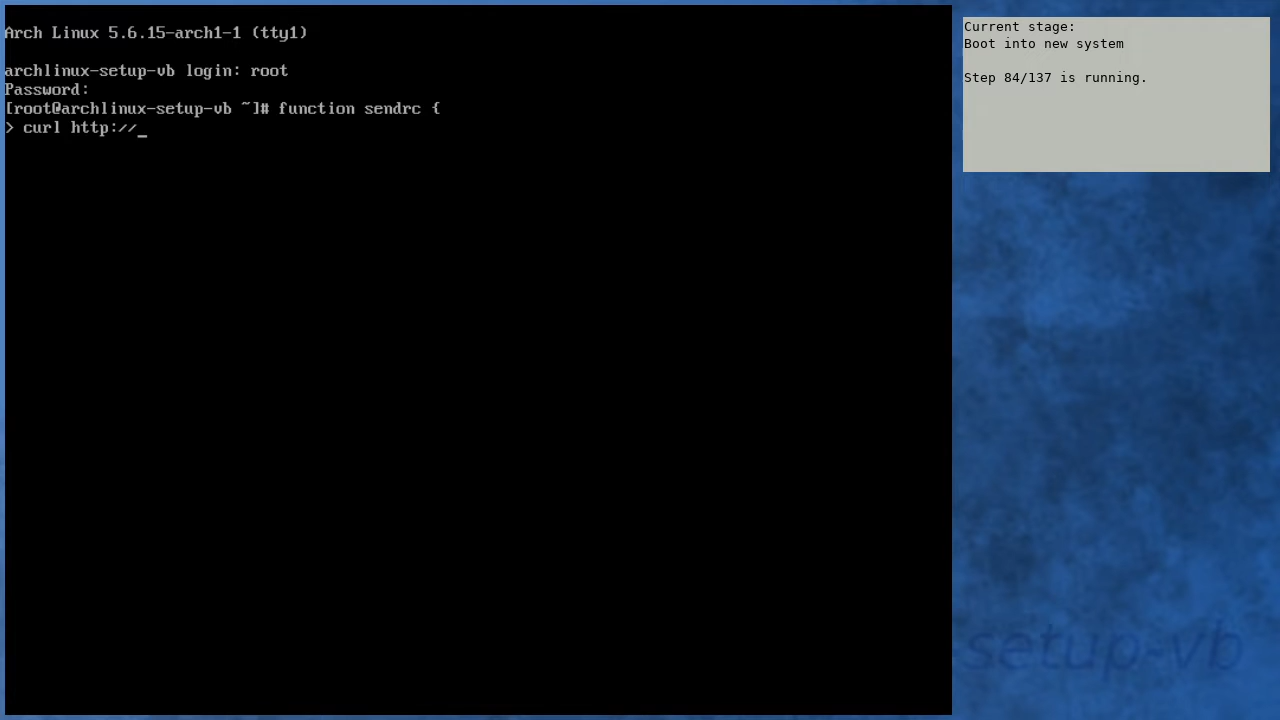 Arch Linux 5.6.15-arch1-1 (tty1)
archlinux-setup-vb login: root
Password:
[root@archlinux-setup-vb ~]# function sendrc {
> curl http://_
Current stage:
Boot into new system
Step 84/137 is running.
setup-vb